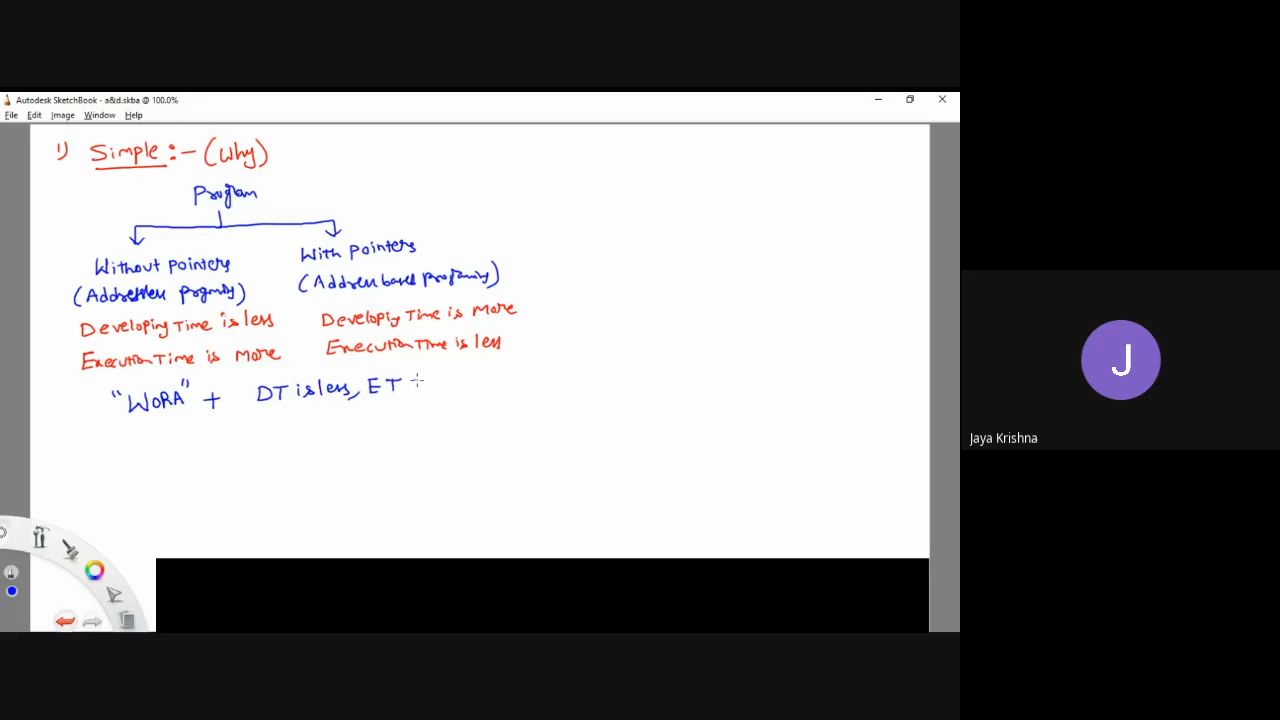 Autodesk SketchBook - a&id.skba @ 100.0%
File Edit Image Window Help
1) Simple :- (Why)
Program
Without pointers
With pointers
(Addressless
(Address based
Developing Time is less
Developing Time is more
Execution Time is more
Execution Time is less
"WORA" + DT is less, ET
J
Jaya Krishna